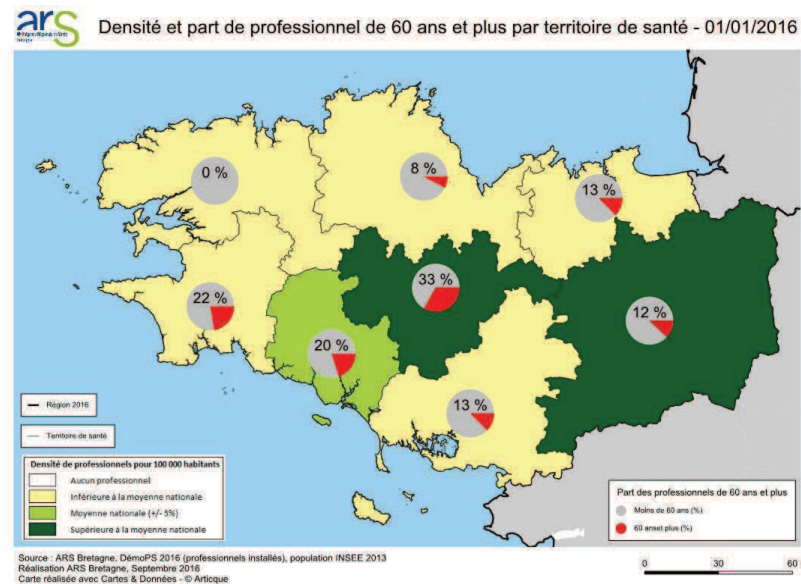 ars
Densité et part de professionnel de 60 ans et plus par territoire de santé - 01/01/2016
0 %
8 %
13 %
22 %
33 %
12 %
20 %
13 %
Région 2016
Territoire de santé
Densité de professionnels pour 100 000 habitants
Aucun professionnel
Inférieure à la moyenne nationale
Moyenne nationale (+/- 5%)
Supérieure à la moyenne nationale
Part des professionnels de 60 ans et plus
Moins de 60 ans (%)
60 anset plus (%)
Source : ARS Bretagne, DémoPS 2016 (professionnels installés), population INSEE 2013
Réalisation ARS Bretagne, Septembre 2016
Carte réalisée avec Cartes & Données - © Articque
0 30 60